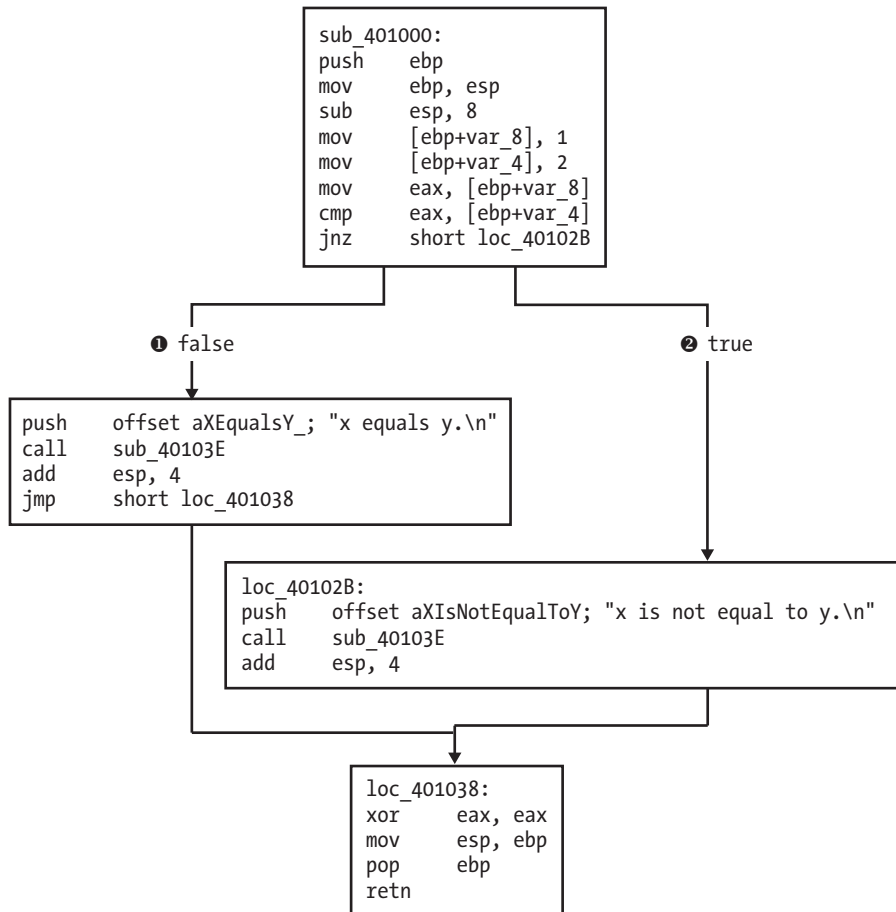 sub_401000:
push ebp
mov ebp, esp
sub esp, 8
mov [ebp+var_8], 1
mov [ebp+var_4], 2
mov eax, [ebp+var_8]
cmp eax, [ebp+var_4]
jnz short loc_40102B
❶ false
❷ true
push offset aXEqualsY_; "x equals y.\n"
call sub_40103E
add esp, 4
jmp short loc_401038
loc_40102B:
push offset aXIsNotEqualToY; "x is not equal to y.\n"
call sub_40103E
add esp, 4
loc_401038:
xor eax, eax
mov esp, ebp
pop ebp
retn